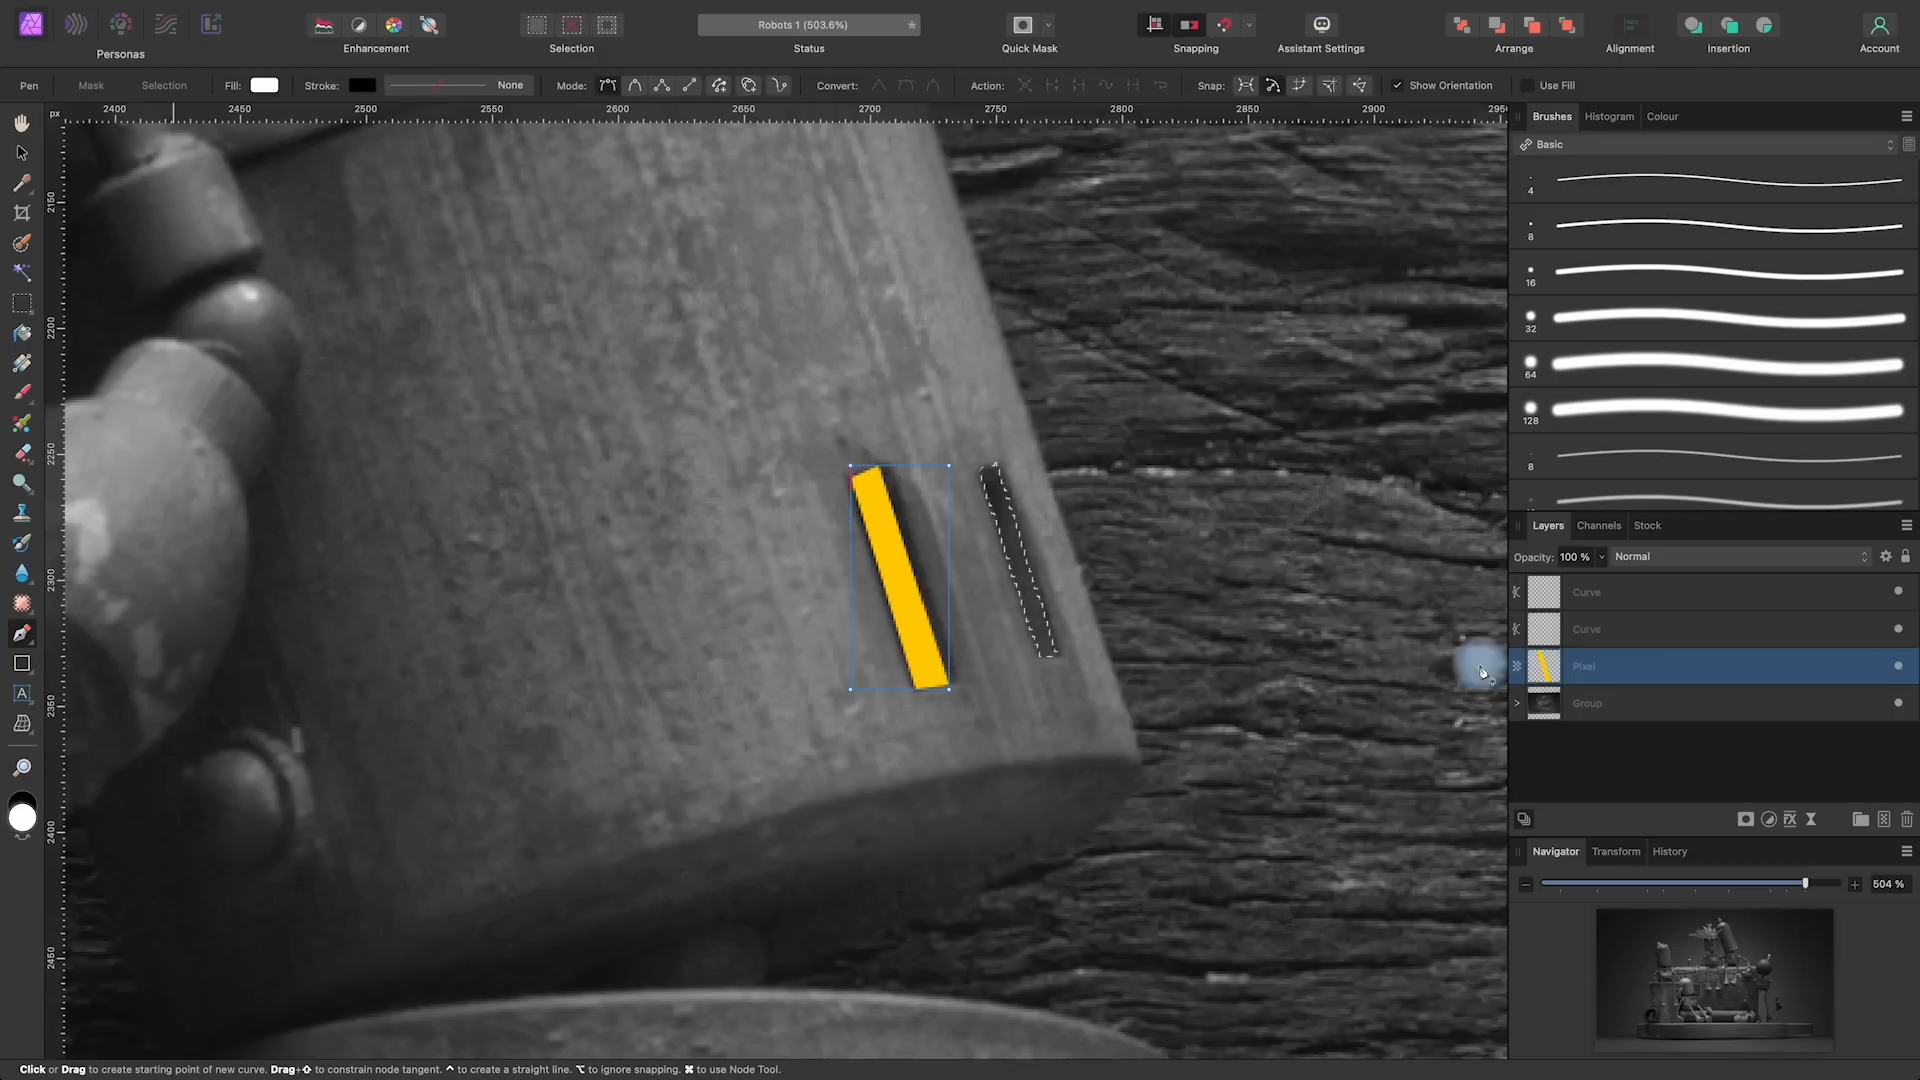 Robots 1 (503.6%)
*
Personas
Enhancement
Selection
Status
Quick Mask
Snapping
Assistant Settings
Arrange
Alignment
Insertion
Account
Pen
Mask
Selection
Fill:
Stroke:
None
Mode:
Convert:
Action:
Snap:
Show Orientation
Use Fill
px
2400
2450
2500
2550
2600
2650
2700
2750
2800
2850
2900
2950
2150
2200
2250
2300
2350
2400
2450
Brushes
Histogram
Colour
Basic
4
8
16
32
64
128
8
Layers
Channels
Stock
Opacity:
100 %
Normal
Curve
Curve
Pixel
Group
Navigator
Transform
History
504 %
Click or Drag to create starting point of new curve. Drag+⇧ to constrain node tangent. ^ to create a straight line. ⌥ to ignore snapping. ⌘ to use Node Tool.